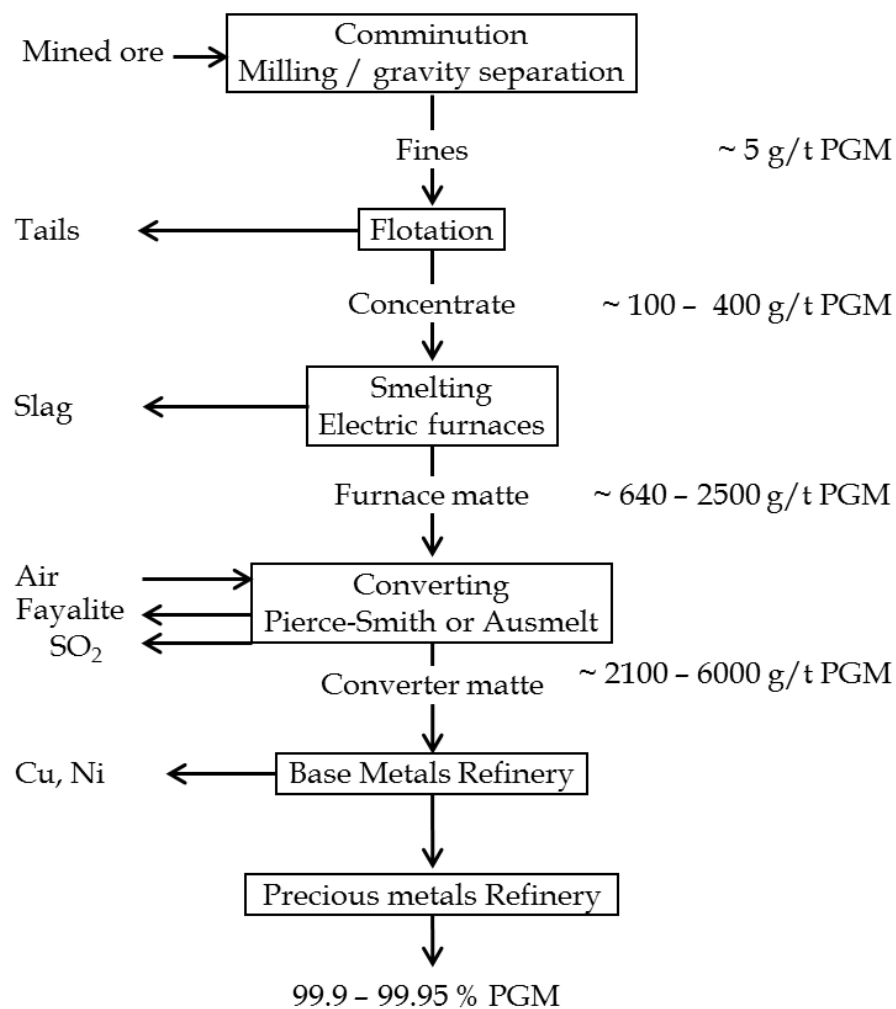 Comminution
Mined ore
Milling / gravity separation
Fines
~ 5 g/t PGM
Tails
Flotation
Concentrate
~ 100 – 400 g/t PGM
Smelting
Slag
Electric furnaces
Furnace matte
~ 640 – 2500 g/t PGM
Air
Converting
Fayalite
Pierce-Smith or Ausmelt
SO₂
Converter matte
~ 2100 – 6000 g/t PGM
Cu, Ni
Base Metals Refinery
Precious metals Refinery
99.9 – 99.95 % PGM